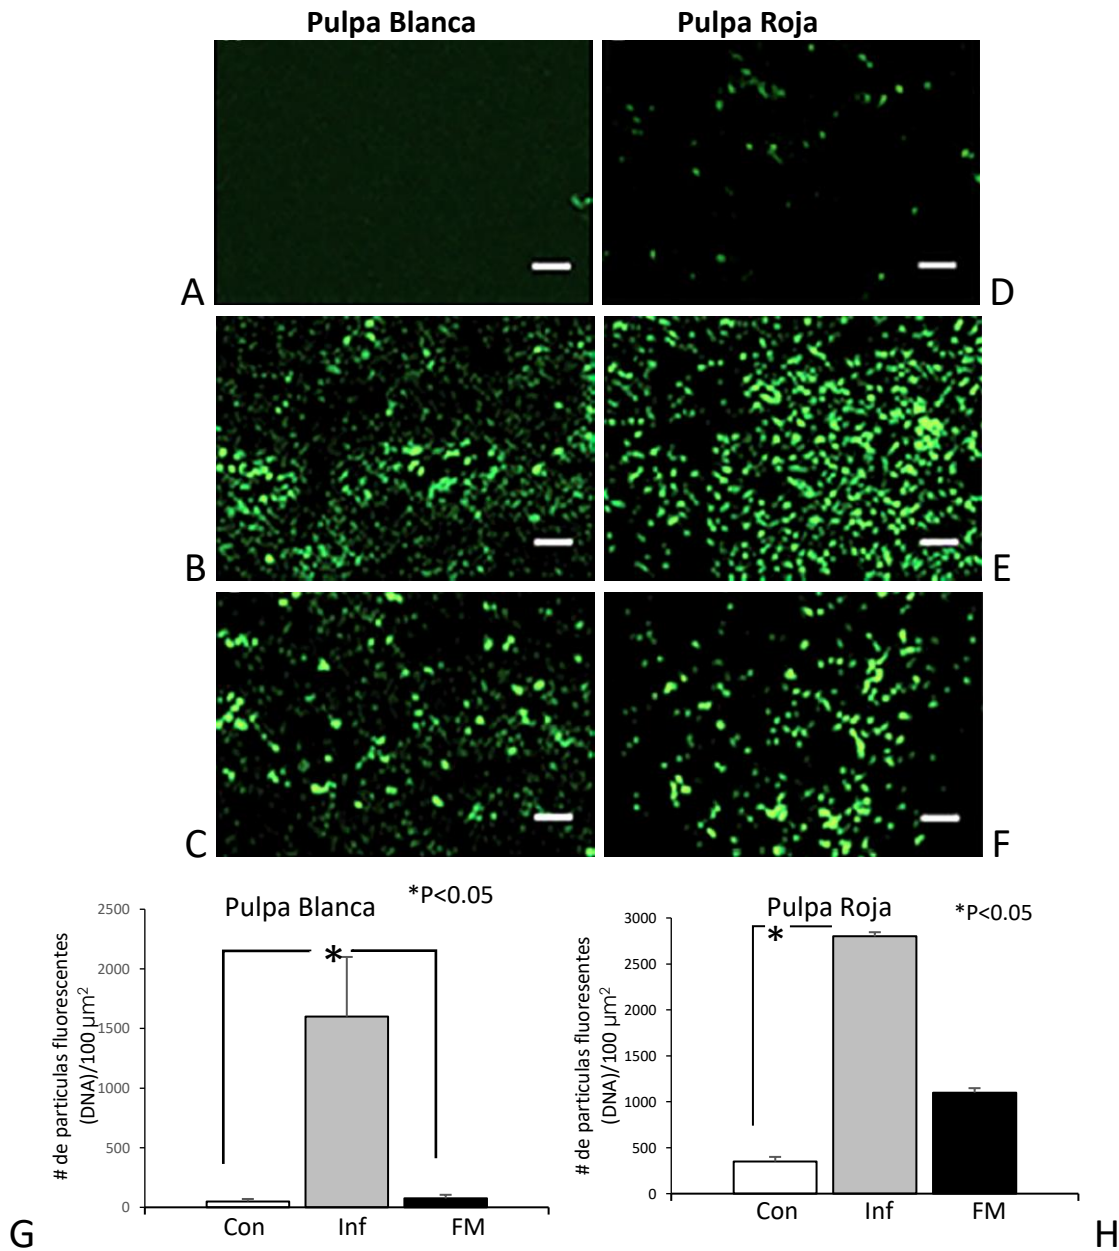 Pulpa Blanca
Pulpa Roja
A
D
B
E
C
F
Pulpa Blanca
*P<0.05
# de particulas fluorescentes
(DNA)/100 µm²
2500
2000
1500
1000
500
0
*
Con
Inf
FM
G
Pulpa Roja
*P<0.05
# de particulas fluorescentes
(DNA)/100 µm²
3000
2500
2000
1500
1000
500
0
*
Con
Inf
FM
H